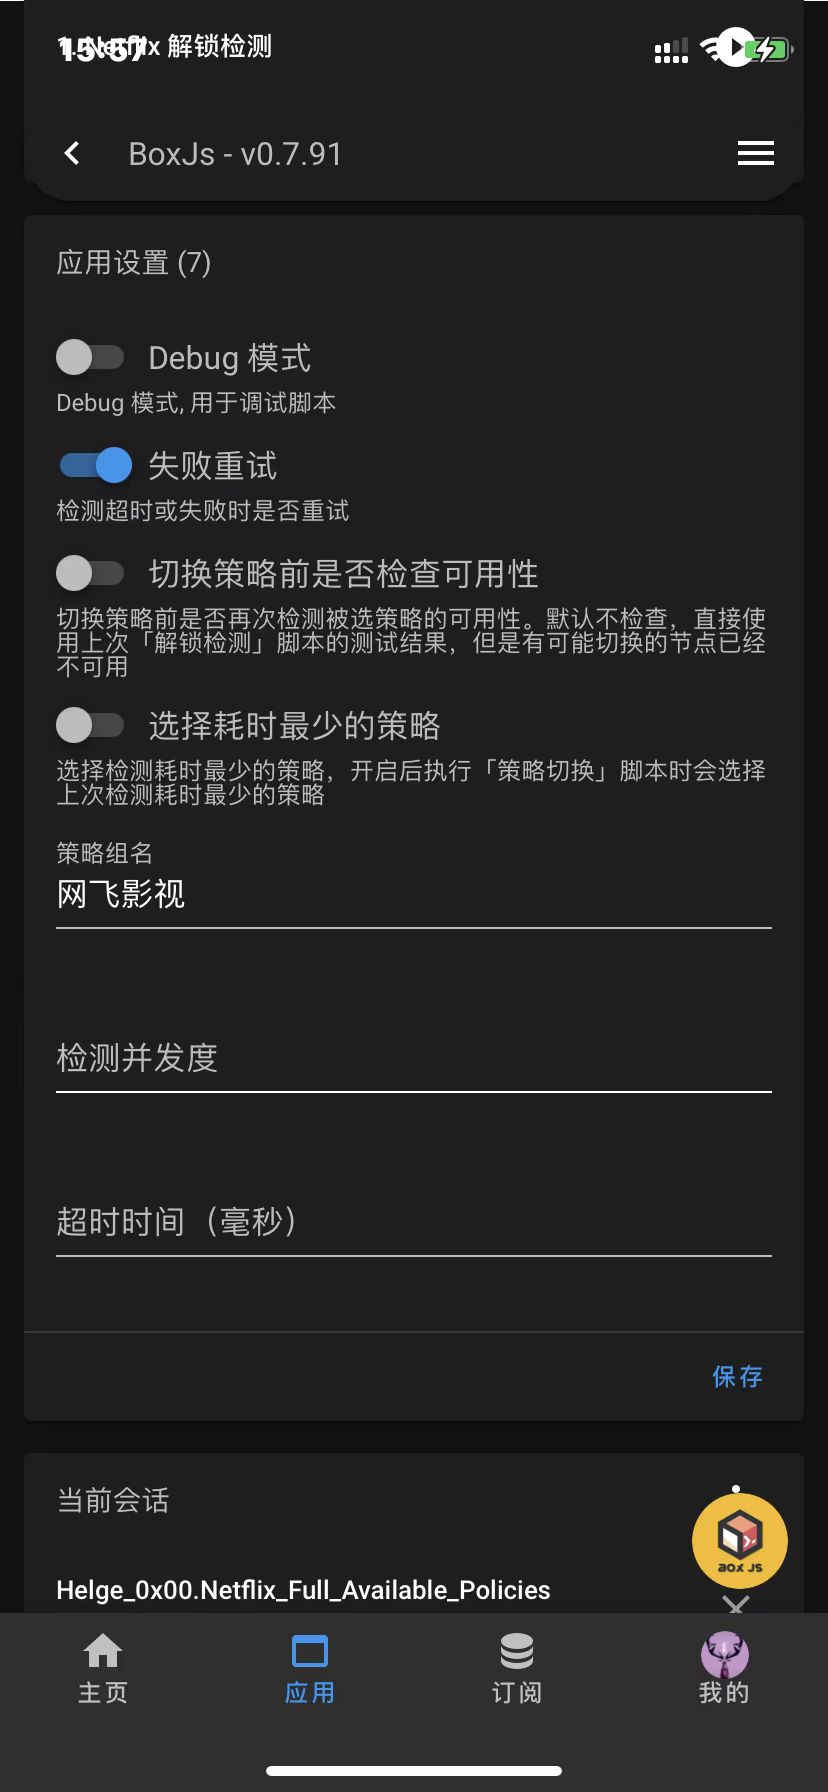 1. Netflix 解锁检测
15:57
BoxJs - v0.7.91
应用设置 (7)
Debug 模式
Debug 模式, 用于调试脚本
失败重试
检测超时或失败时是否重试
切换策略前是否检查可用性
切换策略前是否再次检测被选策略的可用性。默认不检查，直接使
用上次「解锁检测」脚本的测试结果，但是有可能切换的节点已经
不可用
选择耗时最少的策略
选择检测耗时最少的策略，开启后执行「策略切换」脚本时会选择
上次检测耗时最少的策略
策略组名
网飞影视
检测并发度
超时时间（毫秒）
保存
当前会话
BOX JS
Helge_0x00.Netflix_Full_Available_Policies
主页
应用
订阅
我的